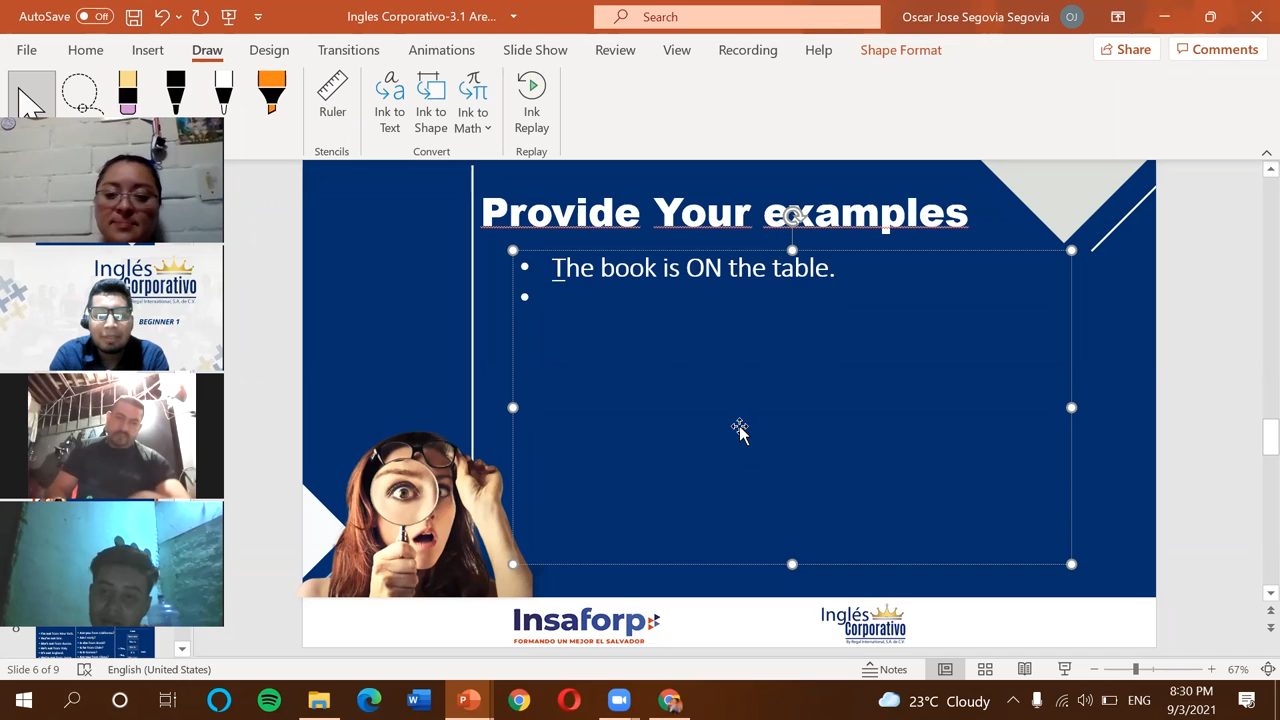 AutoSave Off
Ingles Corporativo-3.1 Are...
Search
Oscar Jose Segovia Segovia OJ
File Home Insert Draw Design Transitions Animations Slide Show Review View Recording Help Shape Format
Share Comments
Ruler
Ink to Text
Ink to Shape
Ink to Math
Ink Replay
Stencils Convert Replay
Inglés
Corporativo
BEGINNER 1
Provide Your examples
• The book is ON the table.
•
Insaforp
FORMANDO UN MEJOR EL SALVADOR
Inglés
Corporativo
By Regal International, S.A. de C.V.
Slide 6 of 9 English (United States)
Notes
67%
23°C Cloudy
ENG
8:30 PM
9/3/2021